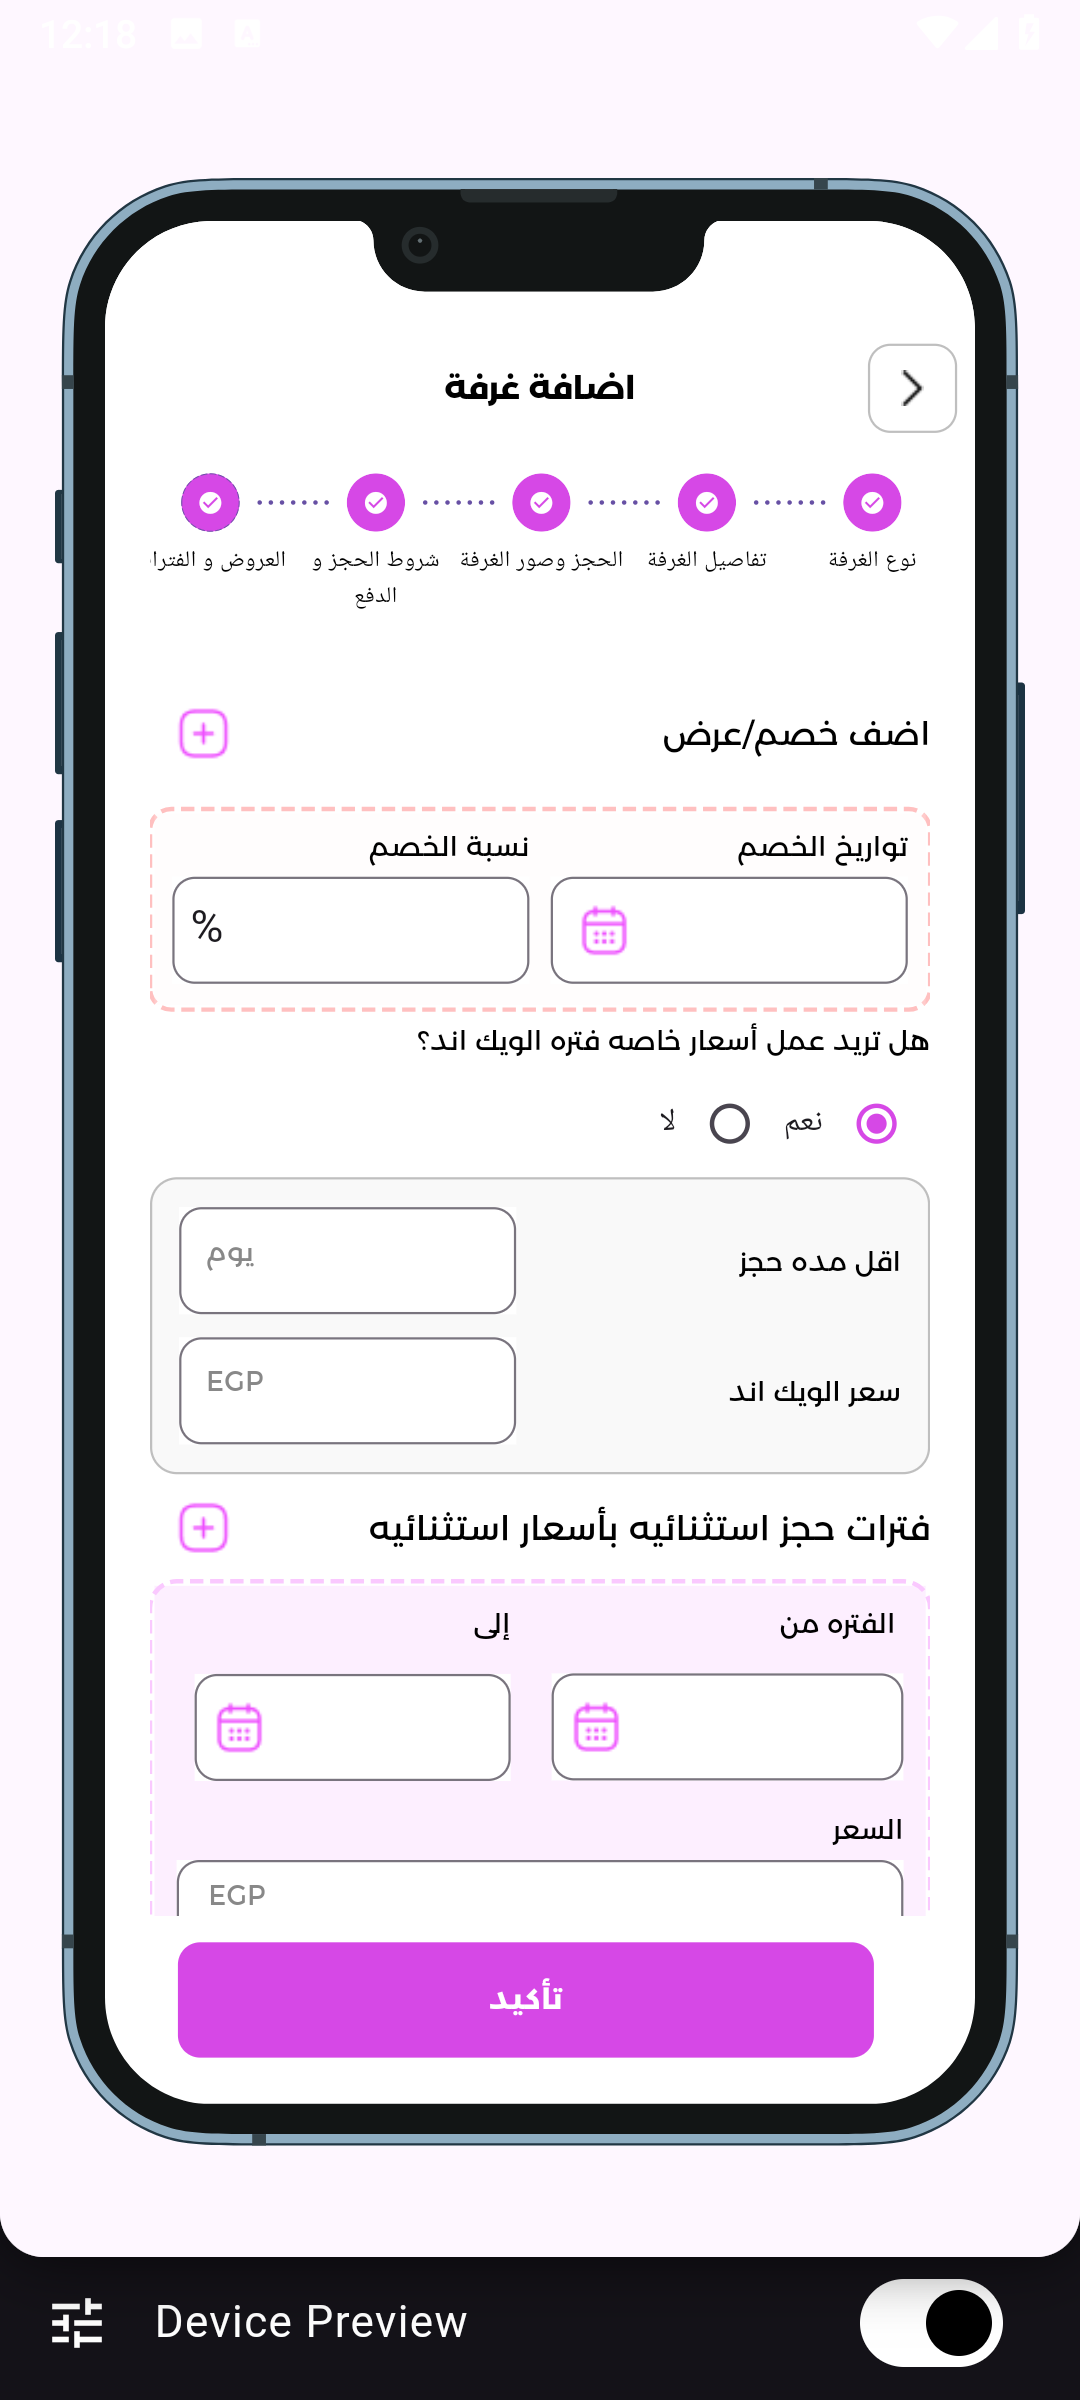 12:18
اضافة غرفة
نوع الغرفة
تفاصيل الغرفة
الحجز وصور الغرفة
شروط الحجز و
الدفع
العروض و الفترا
اضف خصم/عرض
تواريخ الخصم
نسبة الخصم
%
هل تريد عمل أسعار خاصه فتره الويك اند؟
نعم
لا
اقل مده حجز
يوم
سعر الويك اند
EGP
فترات حجز استثنائيه بأسعار استثنائيه
الفتره من
إلى
السعر
EGP
تأكيد
Device Preview